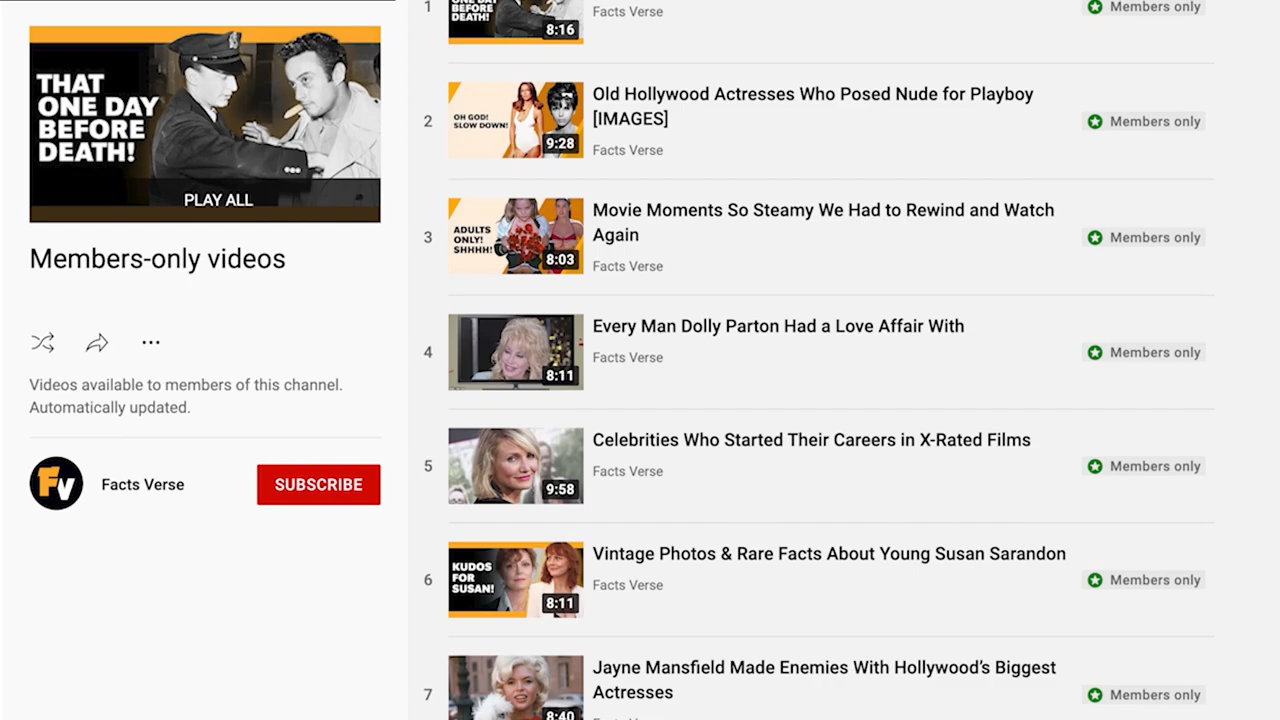 THAT
ONE DAY
BEFORE
DEATH!
PLAY ALL
Members-only videos
Videos available to members of this channel.
Automatically updated.
FV
Facts Verse
SUBSCRIBE
1
DEATH!
8:16
Facts Verse
Members only
2
OH GOD!
SLOW DOWN!
9:28
Old Hollywood Actresses Who Posed Nude for Playboy
[IMAGES]
Facts Verse
Members only
3
ADULTS
ONLY!
SHHHH!
8:03
Movie Moments So Steamy We Had to Rewind and Watch
Again
Facts Verse
Members only
4
8:11
Every Man Dolly Parton Had a Love Affair With
Facts Verse
Members only
5
9:58
Celebrities Who Started Their Careers in X-Rated Films
Facts Verse
Members only
6
KUDOS
FOR
SUSAN!
8:11
Vintage Photos & Rare Facts About Young Susan Sarandon
Facts Verse
Members only
7
8:40
Jayne Mansfield Made Enemies With Hollywood’s Biggest
Actresses
Members only